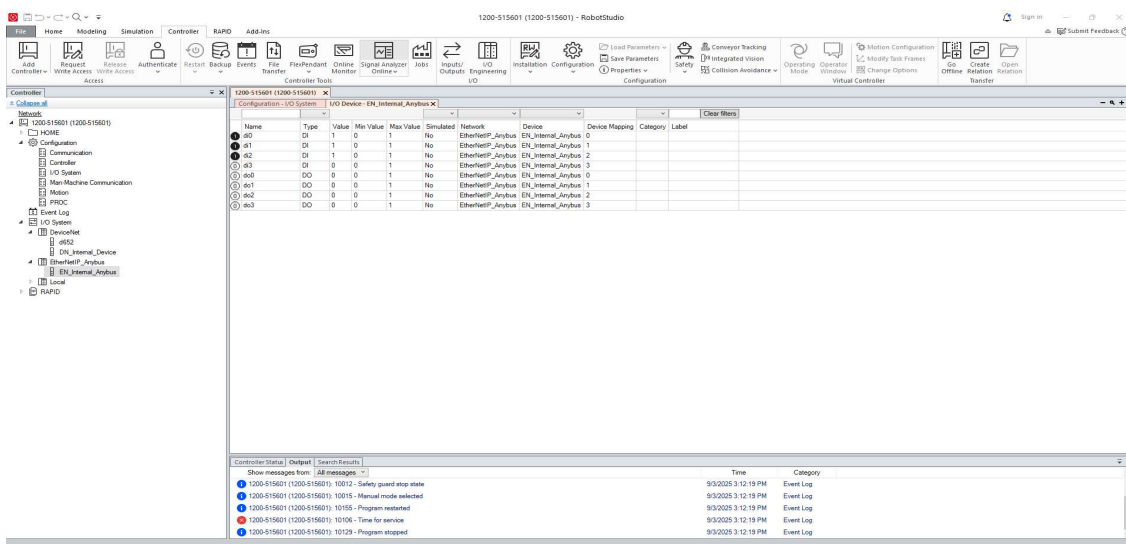 1200-515601 (1200-515601) - RobotStudio
Sign in
File Home Modeling Simulation Controller RAPID Add-Ins
Submit Feedback
Add Controller
Request Write Access
Release Write Access
Authenticate
Restart
Backup
Events
File Transfer
FlexPendant
Online Monitor
Signal Analyzer Online
Jobs
Inputs/ Outputs
I/O Engineering
Installation
Configuration
Load Parameters
Save Parameters
Properties
Safety
Conveyor Tracking
Integrated Vision
Collision Avoidance
Operating Mode
Operator Window
Motion Configuration
Modify Task Frames
Change Options
Go Offline
Create Relation
Open Relation
Access Controller Tools I/O Configuration Virtual Controller Transfer
Controller
Collapse all
Network
1200-515601 (1200-515601)
HOME
Configuration
Communication
Controller
I/O System
Man-Machine Communication
Motion
PROC
Event Log
I/O System
DeviceNet
d652
DN_Internal_Device
EtherNetIP_Anybus
EN_Internal_Anybus
Local
RAPID
1200-515601 (1200-515601)
Configuration - I/O System I/O Device - EN_Internal_Anybus
Clear filters
Name Type Value Min Value Max Value Simulated Network Device Device Mapping Category Label
1 di0 DI 1 0 1 No EtherNetIP_Anybus EN_Internal_Anybus 0
1 di1 DI 1 0 1 No EtherNetIP_Anybus EN_Internal_Anybus 1
1 di2 DI 1 0 1 No EtherNetIP_Anybus EN_Internal_Anybus 2
0 di3 DI 0 0 1 No EtherNetIP_Anybus EN_Internal_Anybus 3
0 do0 DO 0 0 1 No EtherNetIP_Anybus EN_Internal_Anybus 0
0 do1 DO 0 0 1 No EtherNetIP_Anybus EN_Internal_Anybus 1
0 do2 DO 0 0 1 No EtherNetIP_Anybus EN_Internal_Anybus 2
0 do3 DO 0 0 1 No EtherNetIP_Anybus EN_Internal_Anybus 3
Controller Status Output Search Results
Show messages from: All messages Time Category
1200-515601 (1200-515601): 10012 - Safety guard stop state 9/3/2025 3:12:19 PM Event Log
1200-515601 (1200-515601): 10015 - Manual mode selected 9/3/2025 3:12:19 PM Event Log
1200-515601 (1200-515601): 10155 - Program restarted 9/3/2025 3:12:19 PM Event Log
1200-515601 (1200-515601): 10106 - Time for service 9/3/2025 3:12:19 PM Event Log
1200-515601 (1200-515601): 10129 - Program stopped 9/3/2025 3:12:19 PM Event Log